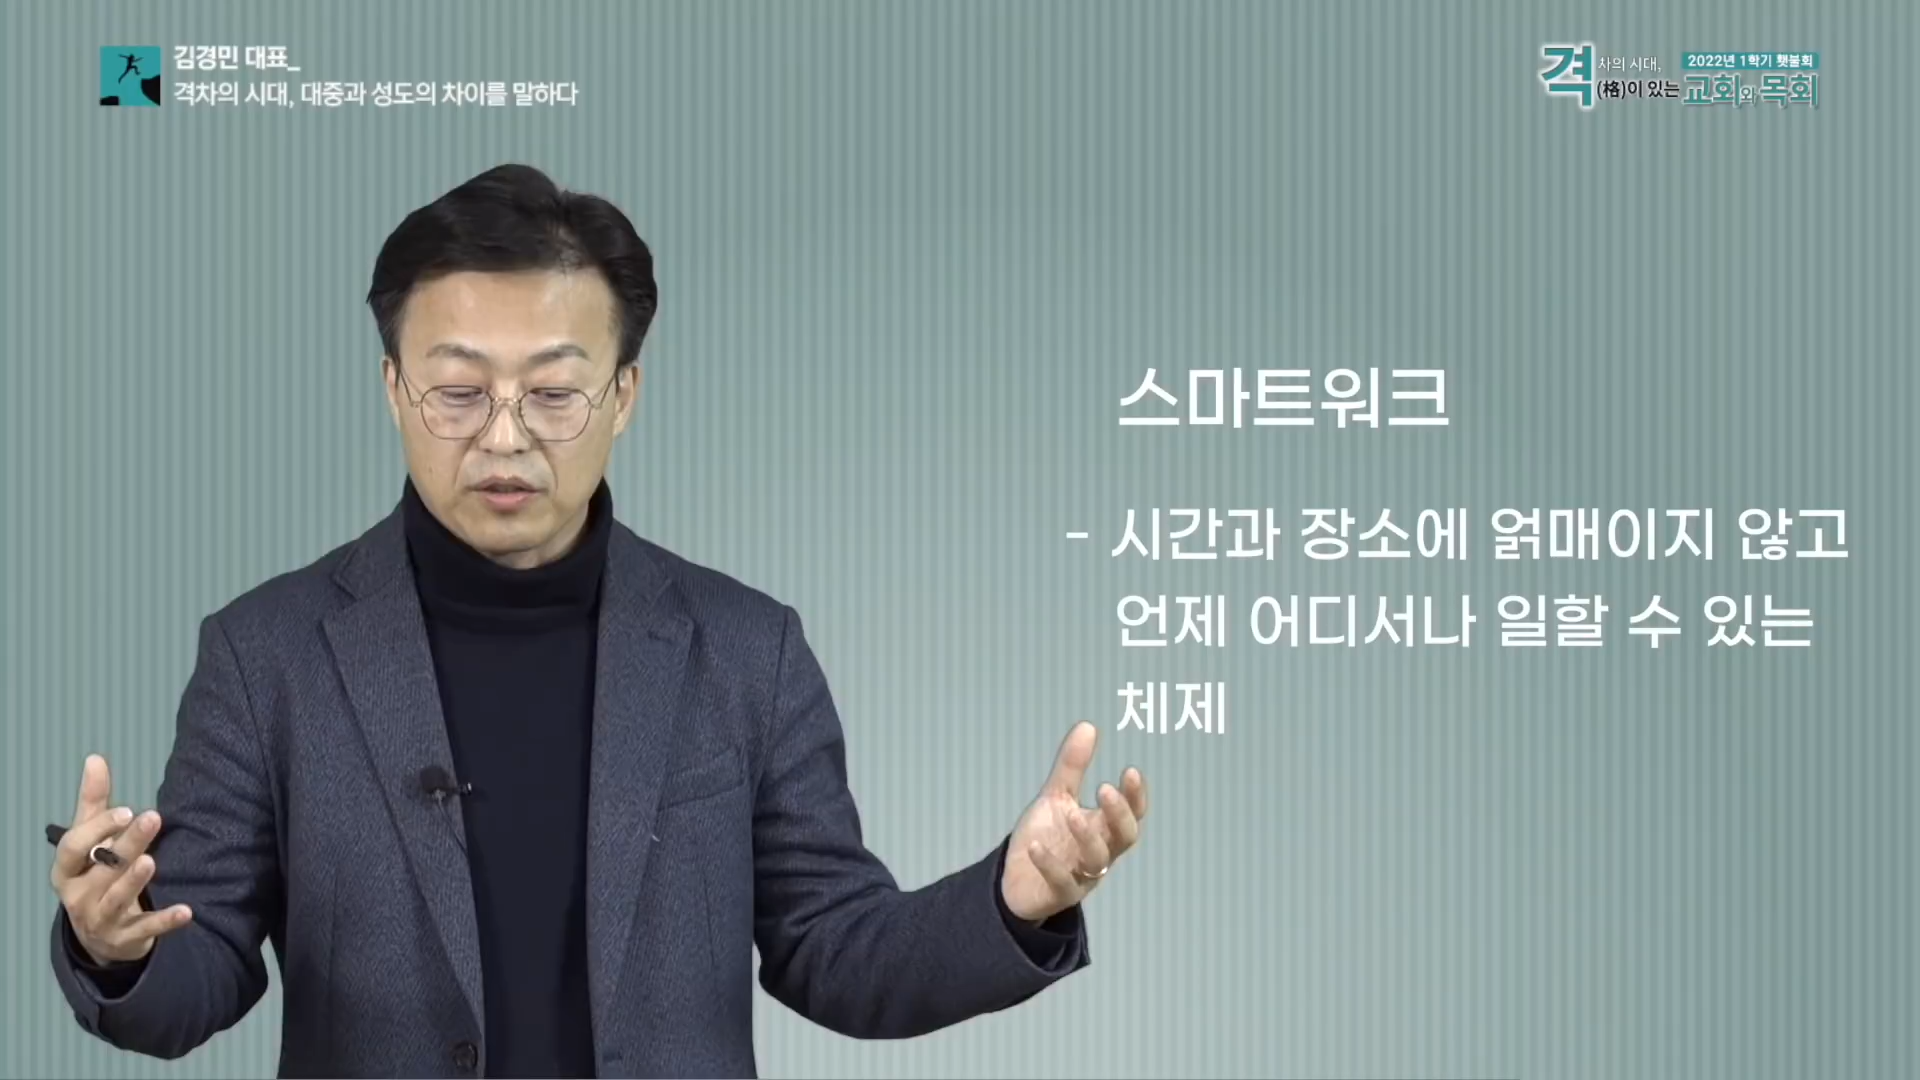 김경민 대표_
격차의 시대, 대중과 성도의 차이를 말하다
격차의 시대, 2022년 1학기 횃불회
(格)이 있는 교회와 목회
스마트워크
- 시간과 장소에 얽매이지 않고
언제 어디서나 일할 수 있는
체제